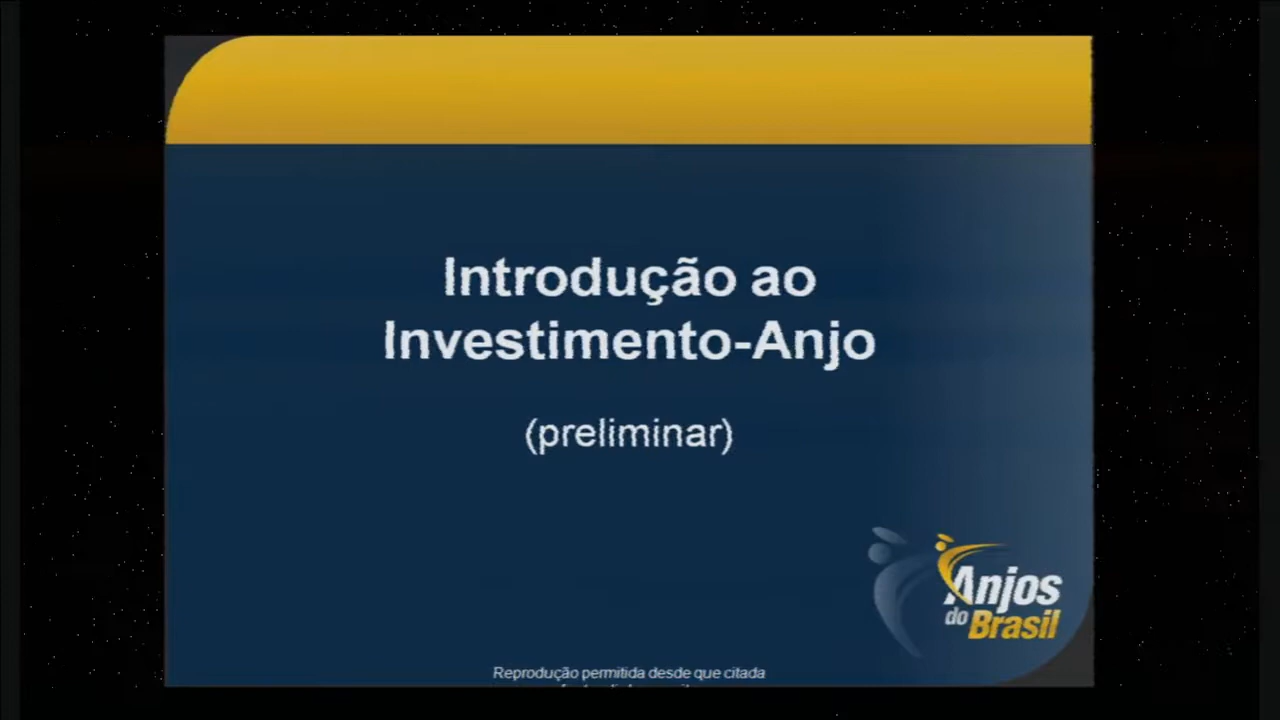 Introdução ao
Investimento-Anjo
(preliminar)
Anjos
do Brasil
Reprodução permitida desde que citada